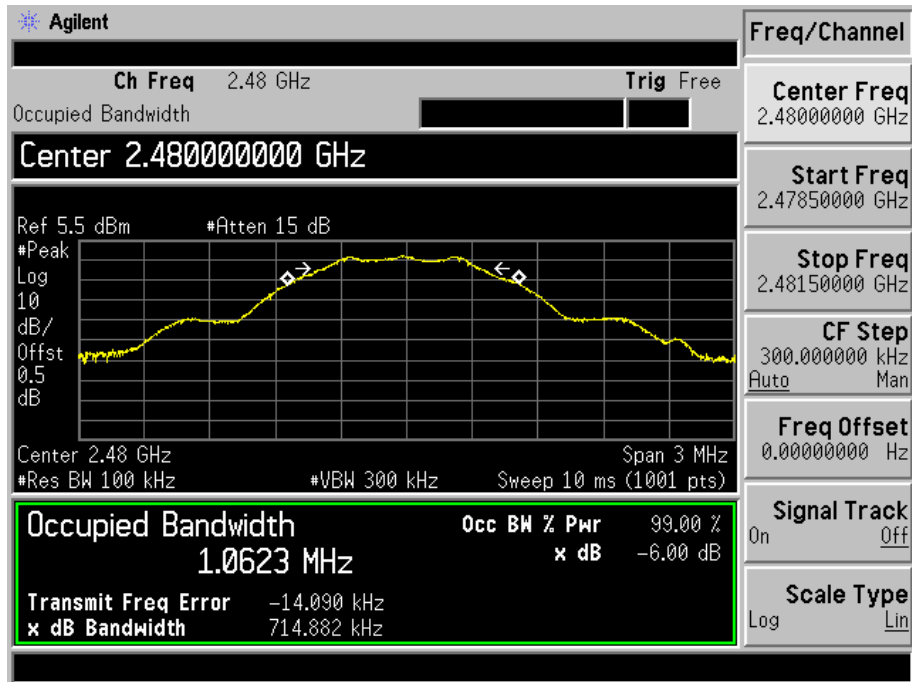 Agilent
Freq/Channel
Ch Freq 2.48 GHz Trig Free
Occupied Bandwidth
Center 2.480000000 GHz
Ref 5.5 dBm #Atten 15 dB
#Peak
Log
10
dB/
Offst
0.5
dB
Center 2.48 GHz Span 3 MHz
#Res BW 100 kHz #VBW 300 kHz Sweep 10 ms (1001 pts)
Occupied Bandwidth Occ BW % Pwr 99.00 %
1.0623 MHz x dB -6.00 dB
Transmit Freq Error -14.090 kHz
x dB Bandwidth 714.882 kHz
Center Freq
2.48000000 GHz
Start Freq
2.47850000 GHz
Stop Freq
2.48150000 GHz
CF Step
300.000000 kHz
Auto Man
Freq Offset
0.00000000 Hz
Signal Track
On Off
Scale Type
Log Lin